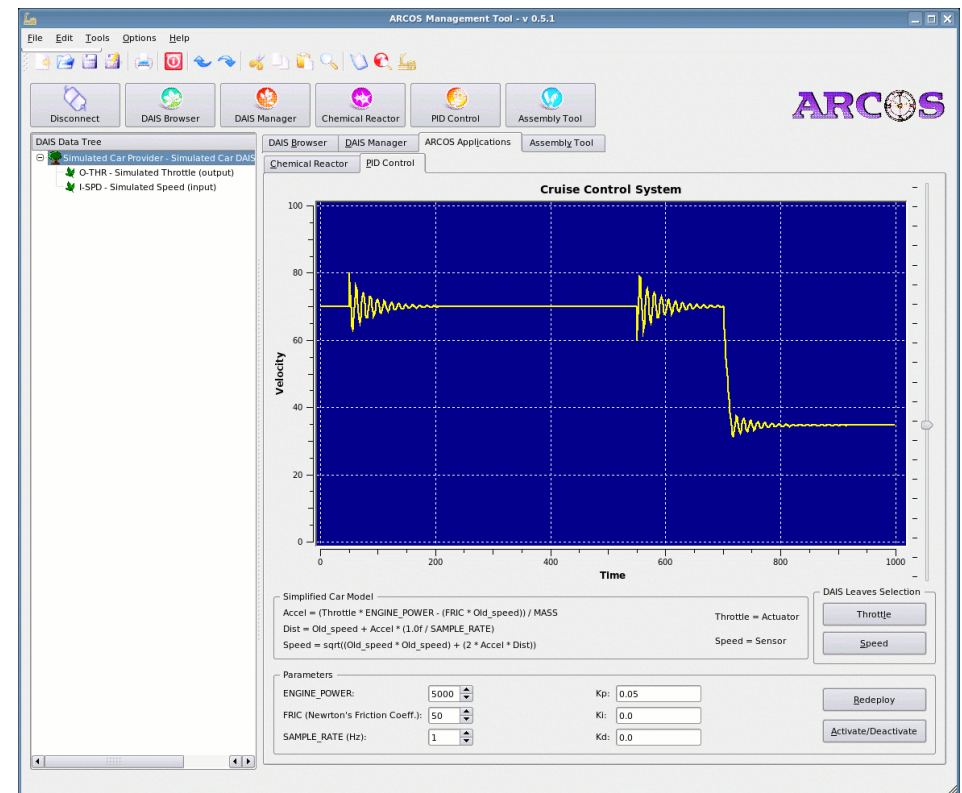 ARCOS Management Tool - v 0.5.1
File Edit Tools Options Help
Disconnect DAIS Browser DAIS Manager Chemical Reactor PID Control Assembly Tool
ARCOS
DAIS Data Tree
Simulated Car Provider - Simulated Car DAIS
O-THR - Simulated Throttle (output)
I-SPD - Simulated Speed (input)
DAIS Browser DAIS Manager ARCOS Applications Assembly Tool
Chemical Reactor PID Control
Cruise Control System
100
80
60
40
20
0
Velocity
0 200 400 600 800 1000
Time
Simplified Car Model
Accel = (Throttle * ENGINE_POWER - (FRIC * Old_speed)) / MASS
Dist = Old_speed + Accel * (1.0f / SAMPLE_RATE)
Speed = sqrt((Old_speed * Old_speed) + (2 * Accel * Dist))
Throttle = Actuator
Speed = Sensor
DAIS Leaves Selection
Throttle
Speed
Parameters
ENGINE_POWER: 5000 Kp: 0.05
FRIC (Newton's Friction Coeff.): 50 Ki: 0.0
SAMPLE_RATE (Hz): 1 Kd: 0.0
Redeploy
Activate/Deactivate